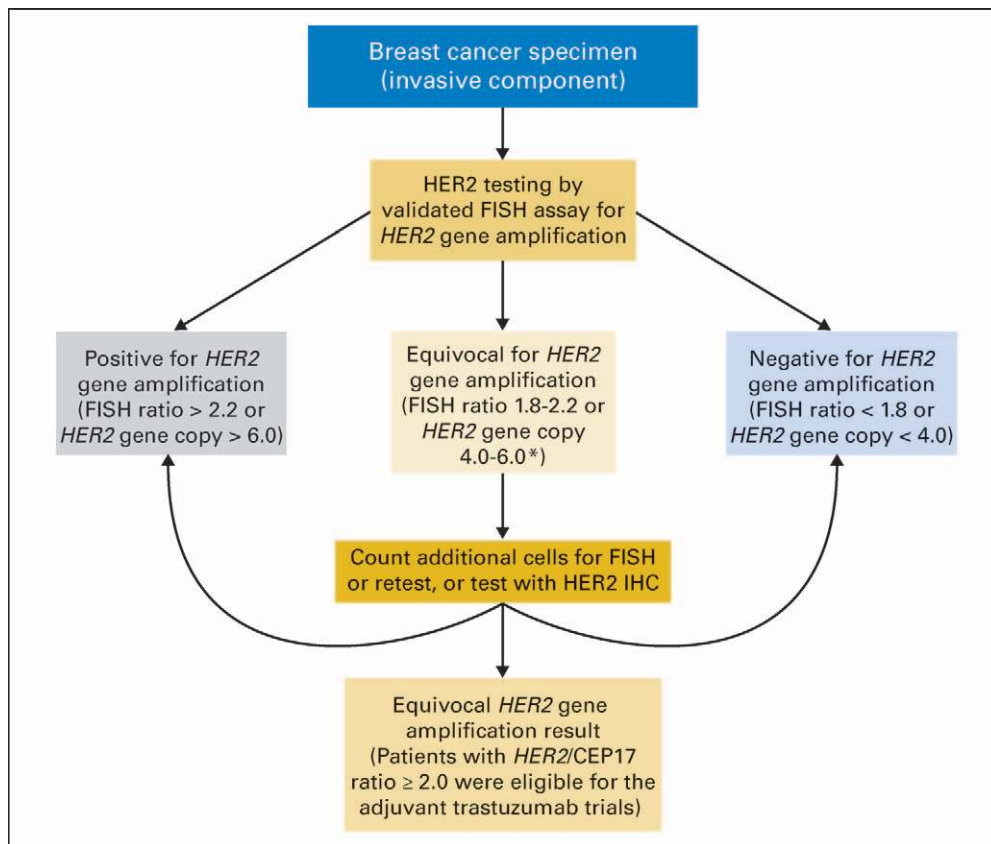 Breast cancer specimen
(invasive component)
HER2 testing by
validated FISH assay for
HER2 gene amplification
Positive for HER2
gene amplification
(FISH ratio > 2.2 or
HER2 gene copy > 6.0)
Equivocal for HER2
gene amplification
(FISH ratio 1.8-2.2 or
HER2 gene copy
4.0-6.0*)
Negative for HER2
gene amplification
(FISH ratio < 1.8 or
HER2 gene copy < 4.0)
Count additional cells for FISH
or retest, or test with HER2 IHC
Equivocal HER2 gene
amplification result
(Patients with HER2/CEP17
ratio ≥ 2.0 were eligible for the
adjuvant trastuzumab trials)